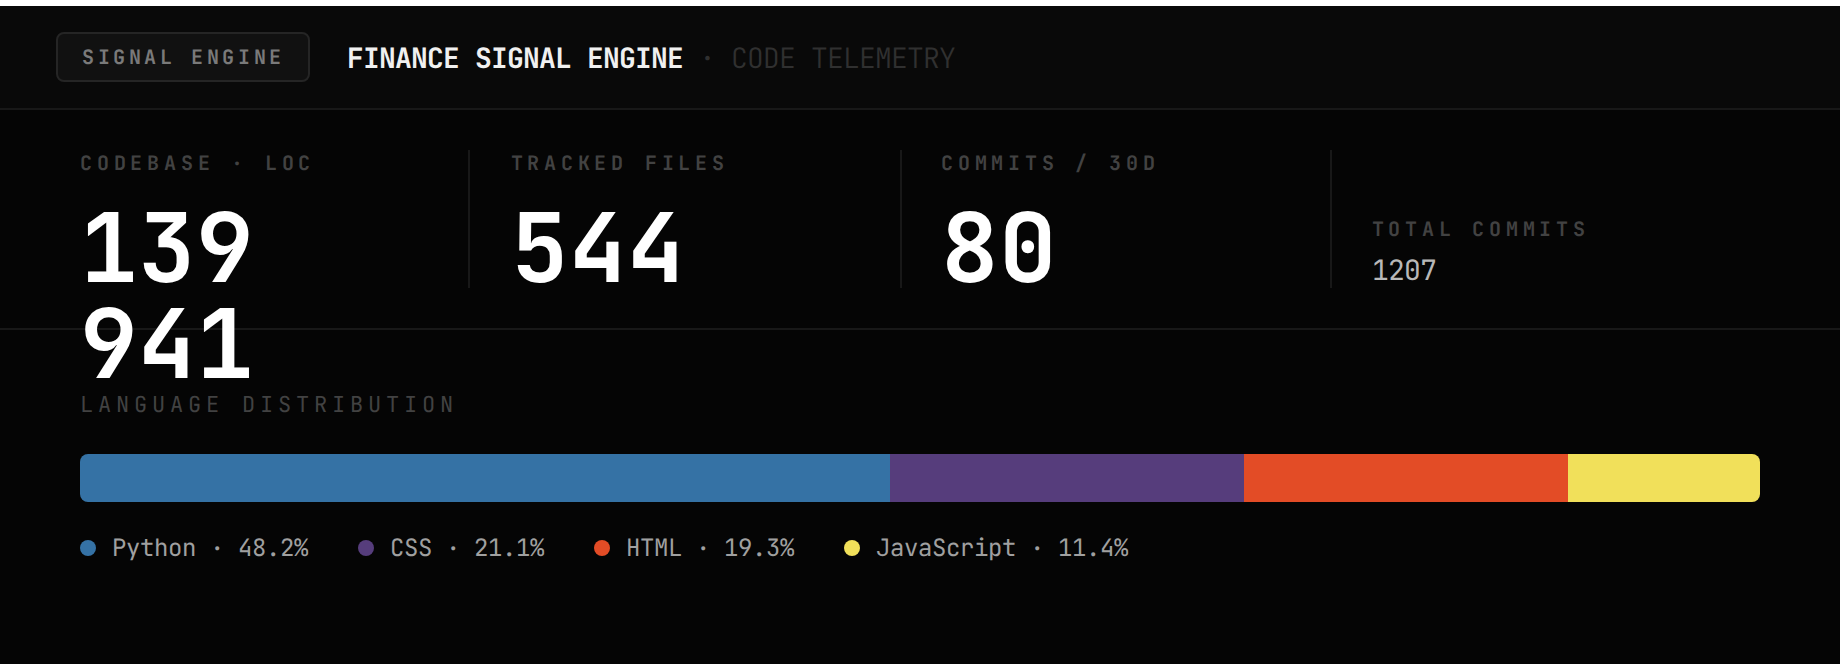 SIGNAL ENGINE
FINANCE SIGNAL ENGINE · CODE TELEMETRY
CODEBASE · LOC
139
941
TRACKED FILES
544
COMMITS / 30D
80
TOTAL COMMITS
1207
LANGUAGE DISTRIBUTION
Python · 48.2%
CSS · 21.1%
HTML · 19.3%
JavaScript · 11.4%